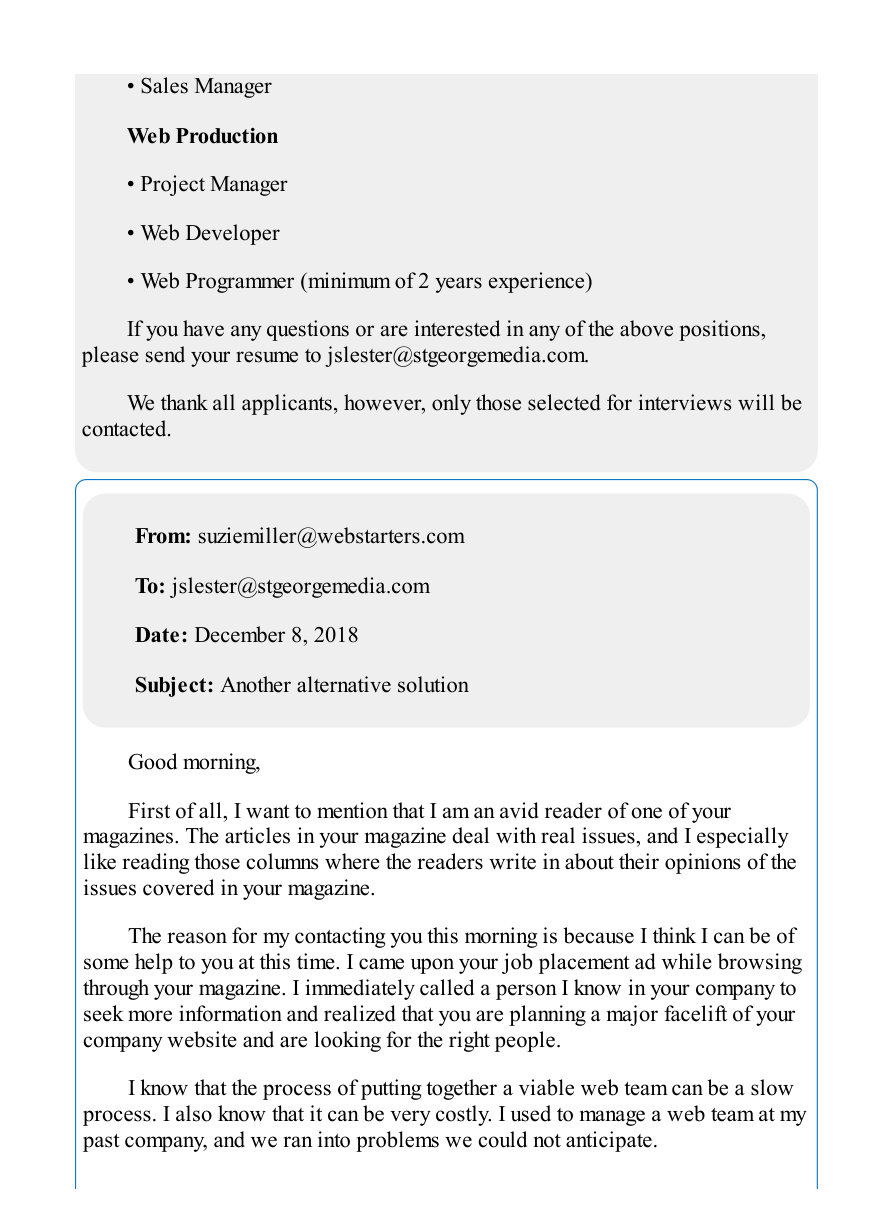 • Sales Manager
Web Production
• Project Manager
• Web Developer
• Web Programmer (minimum of 2 years experience)
If you have any questions or are interested in any of the above positions,
please send your resume to jslester@stgeorgemedia.com.
We thank all applicants, however, only those selected for interviews will be
contacted.
From: suziemiller@webstarters.com
To: jslester@stgeorgemedia.com
Date: December 8, 2018
Subject: Another alternative solution
Good morning,
First of all, I want to mention that I am an avid reader of one of your
magazines. The articles in your magazine deal with real issues, and I especially
like reading those columns where the readers write in about their opinions of the
issues covered in your magazine.
The reason for my contacting you this morning is because I think I can be of
some help to you at this time. I came upon your job placement ad while browsing
through your magazine. I immediately called a person I know in your company to
seek more information and realized that you are planning a major facelift of your
company website and are looking for the right people.
I know that the process of putting together a viable web team can be a slow
process. I also know that it can be very costly. I used to manage a web team at my
past company, and we ran into problems we could not anticipate.